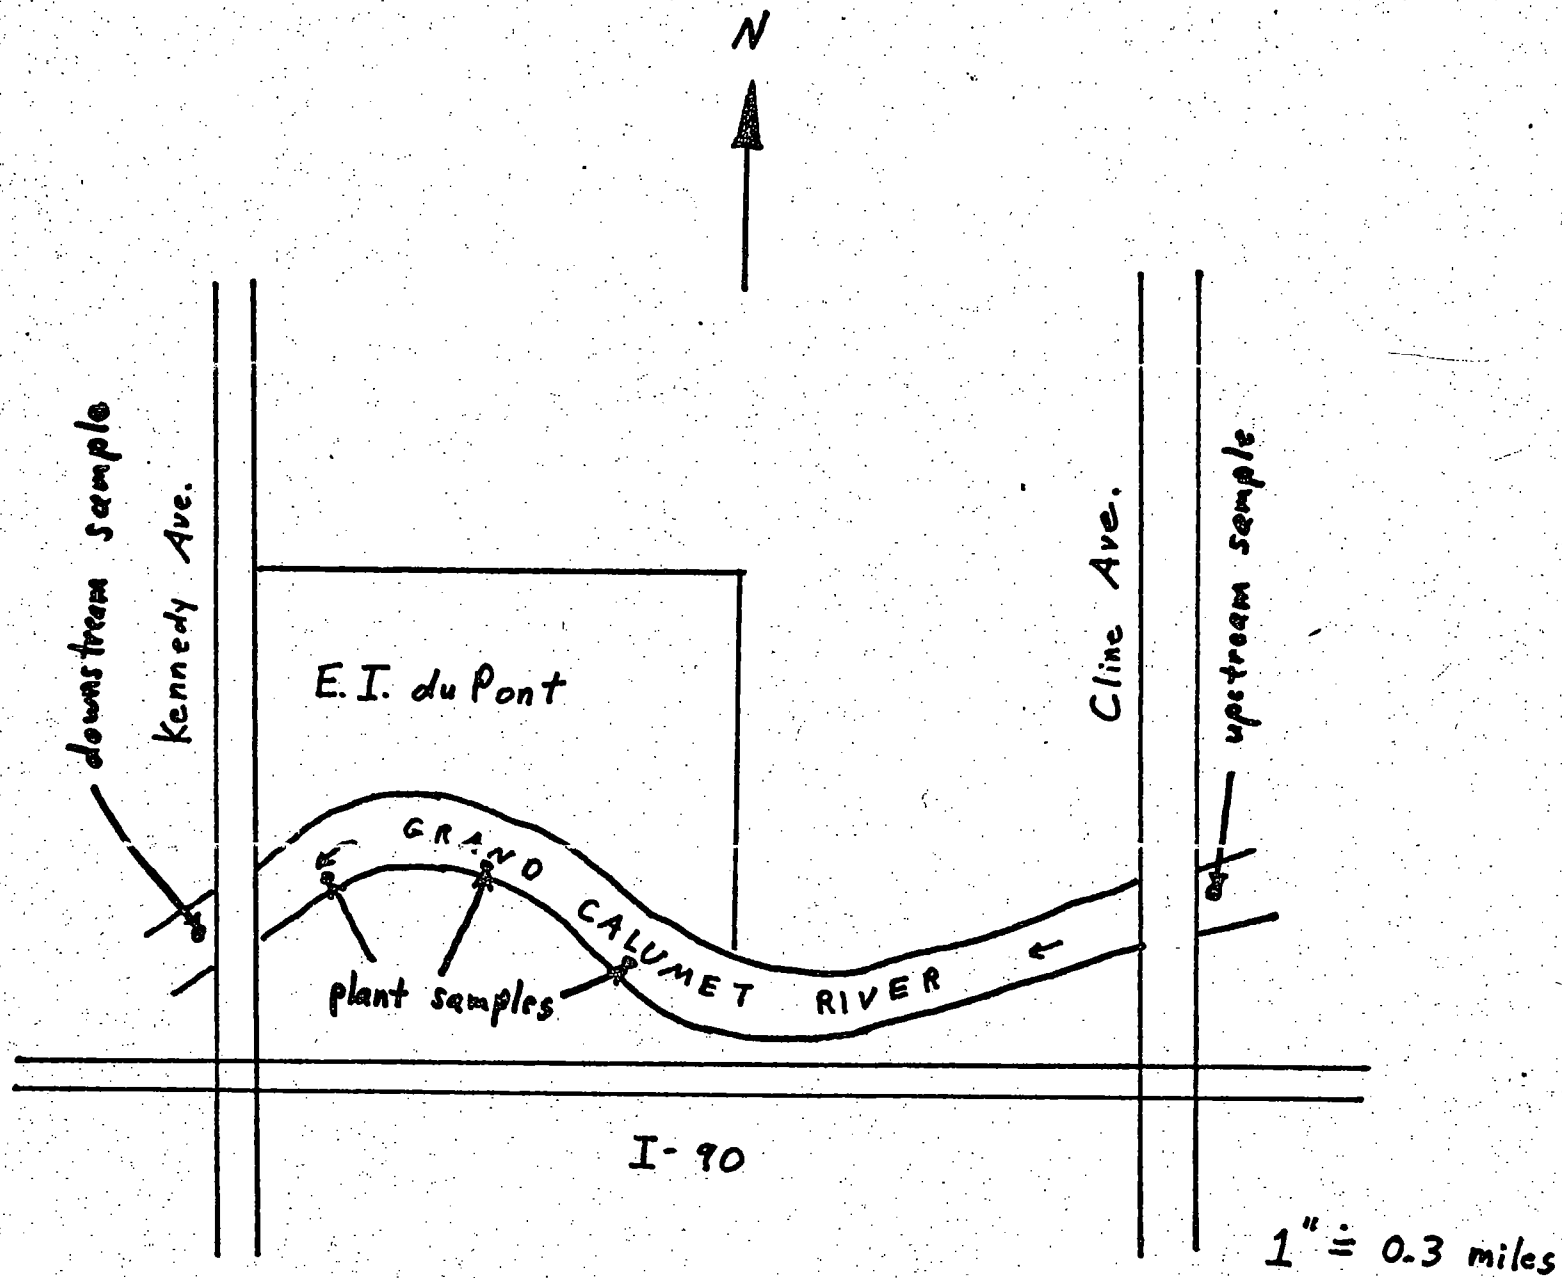 N
downstream sample
Kennedy Ave.
E. I. du Pont
Cline Ave.
upstream sample
GRAND CALUMET RIVER
plant samples
I-90
1" ≐ 0.3 miles